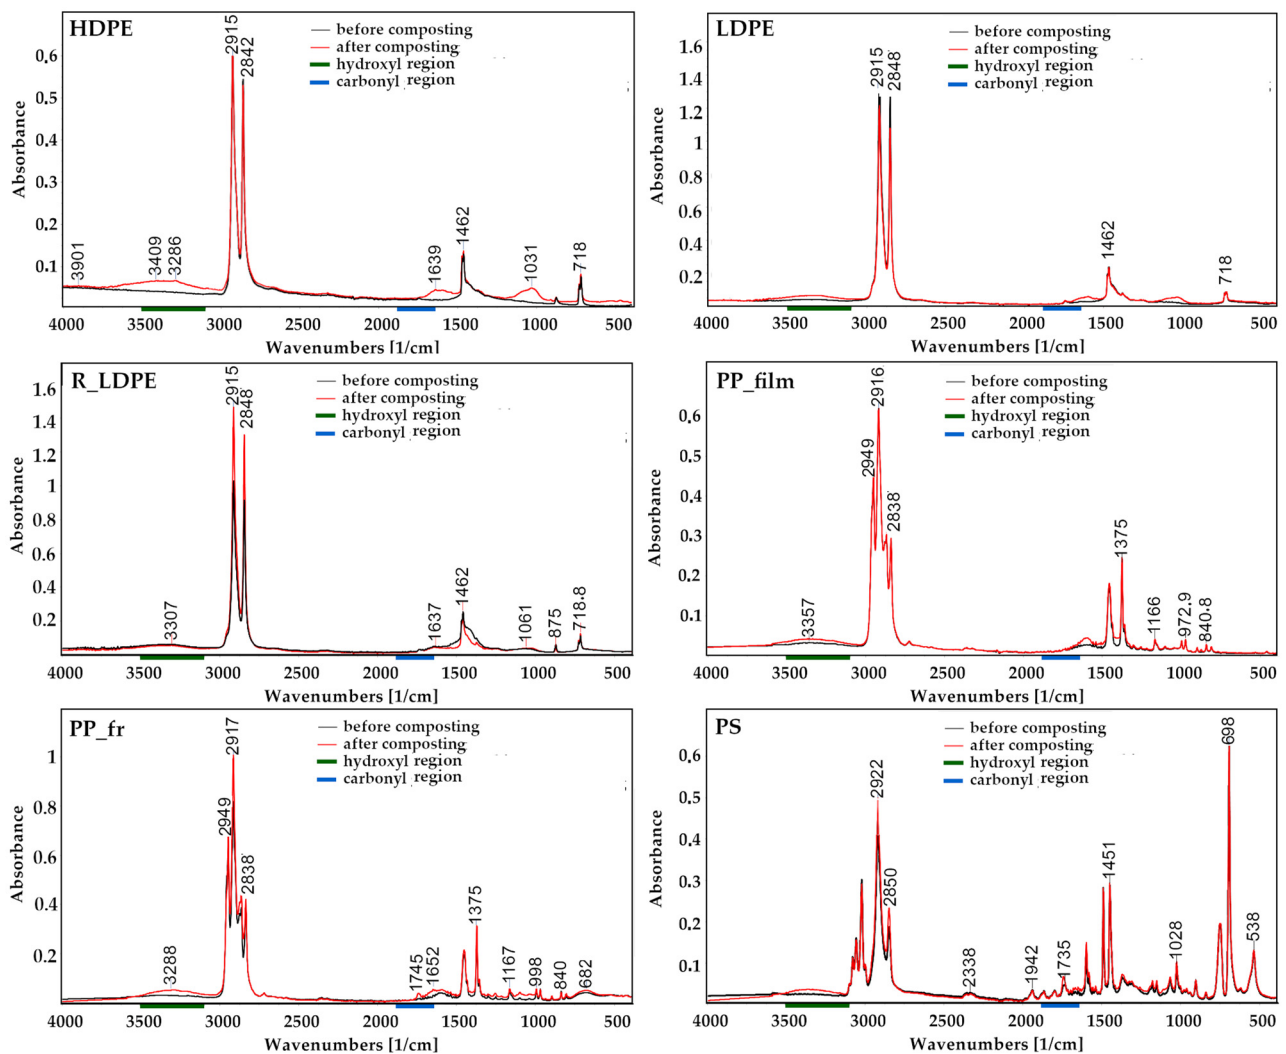 HDPE
before composting
after composting
hydroxyl region
carbonyl region
2915
2842
3901
3409
3286
1639
1462
1031
718
0.6
0.5
0.4
0.3
0.2
0.1
Absorbance
4000 3500 3000 2500 2000 1500 1000 500
Wavenumbers [1/cm]
LDPE
before composting
after composting
hydroxyl region
carbonyl region
2915
2848
1462
718
1.6
1.4
1.2
1
0.8
0.6
0.4
0.2
Absorbance
4000 3500 3000 2500 2000 1500 1000 500
Wavenumbers [1/cm]
R_LDPE
before composting
after composting
hydroxyl region
carbonyl region
2915
2848
3307
1637
1462
1061
875
718.8
1.6
1.4
1.2
1
0.8
0.6
0.4
0.2
Absorbance
4000 3500 3000 2500 2000 1500 1000 500
Wavenumbers [1/cm]
PP_film
before composting
after composting
hydroxyl region
carbonyl region
2916
2949
2838
3357
1375
1166
972.9
840.8
0.6
0.5
0.4
0.3
0.2
0.1
Absorbance
4000 3500 3000 2500 2000 1500 1000 500
Wavenumbers [1/cm]
PP_fr
before composting
after composting
hydroxyl region
carbonyl region
2917
2949
2838
3288
1745
1652
1375
1167
998
840
682
1
0.8
0.6
0.4
0.2
Absorbance
4000 3500 3000 2500 2000 1500 1000 500
Wavenumbers [1/cm]
PS
before composting
after composting
hydroxyl region
carbonyl region
2922
2850
2338
1942
1735
1451
1028
698
538
0.6
0.5
0.4
0.3
0.2
0.1
Absorbance
4000 3500 3000 2500 2000 1500 1000 500
Wavenumbers [1/cm]